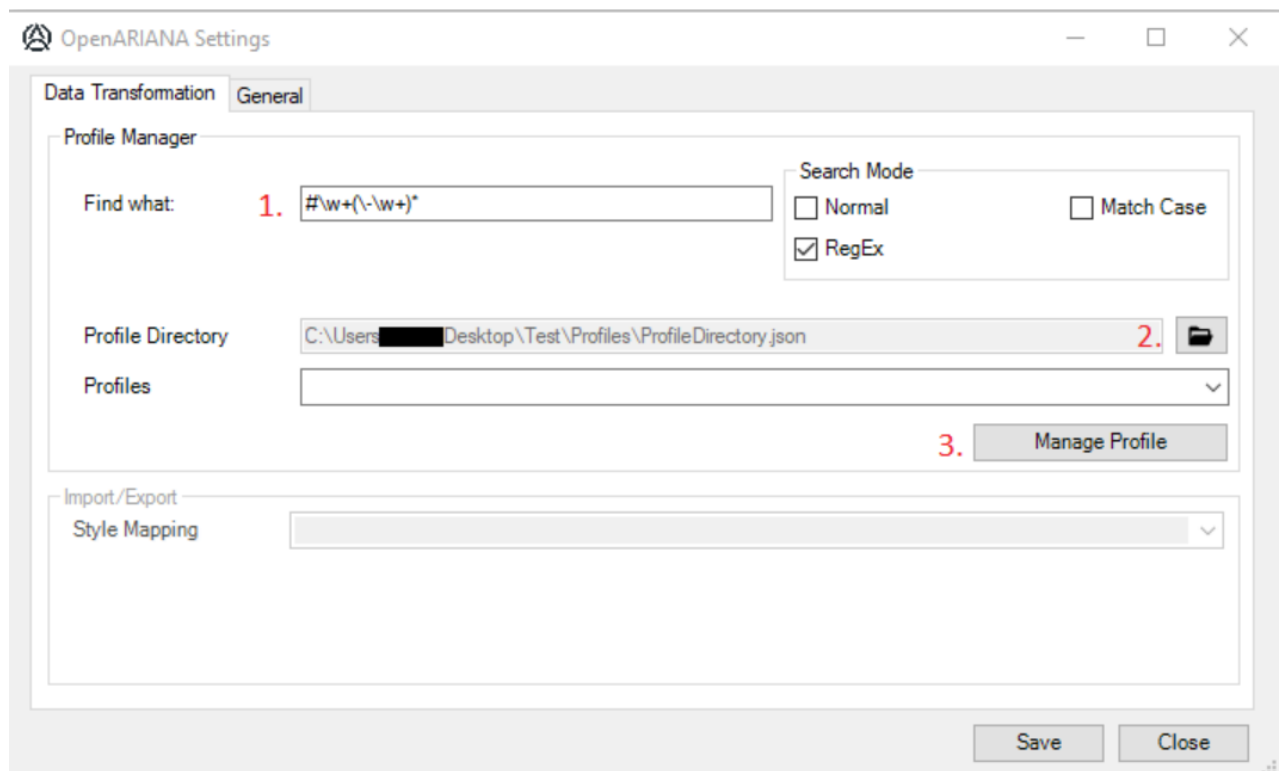 OpenARIANA Settings
Data Transformation
General
Profile Manager
Search Mode
Find what: 1. #\w+(\-\w+)*
Normal
Match Case
RegEx
Profile Directory C:\Users Desktop\Test\Profiles\ProfileDirectory.json 2.
Profiles
3. Manage Profile
Import/Export
Style Mapping
Save
Close